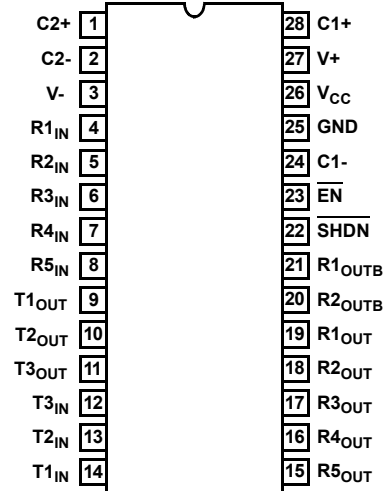 C2+ 1 28 C1+
C2- 2 27 V+
V- 3 26 VCC
R1IN 4 25 GND
R2IN 5 24 C1-
R3IN 6 23 E̅N̅
R4IN 7 22 S̅H̅D̅N̅
R5IN 8 21 R1OUTB
T1OUT 9 20 R2OUTB
T2OUT 10 19 R1OUT
T3OUT 11 18 R2OUT
T3IN 12 17 R3OUT
T2IN 13 16 R4OUT
T1IN 14 15 R5OUT